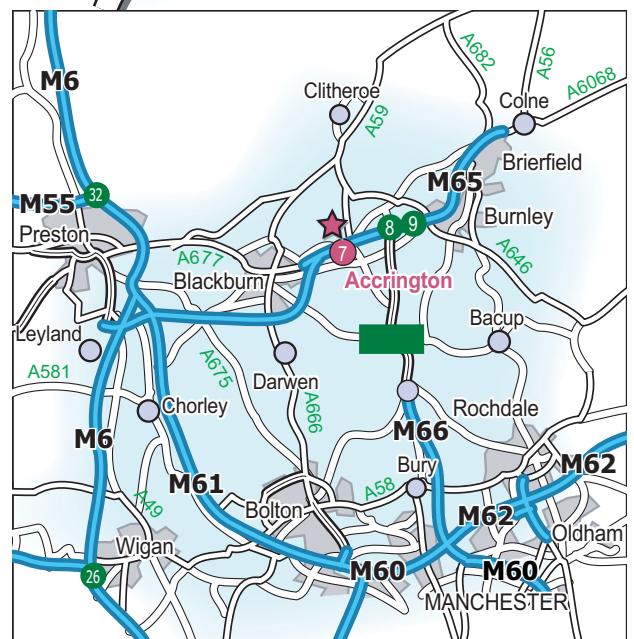 A682
A56
M6
A6068
Clitheroe
A59
Colne
Brierfield
M65
32
M55
Burnley
Preston
8
9
A677
7
A646
Blackburn
Accrington
Leyland
Bacup
A581
A675
Darwen
A666
Chorley
Rochdale
M66
M6
M62
Bury
M61
A58
A49
Bolton
M62
Oldham
Wigan
26
M60
M60
MANCHESTER